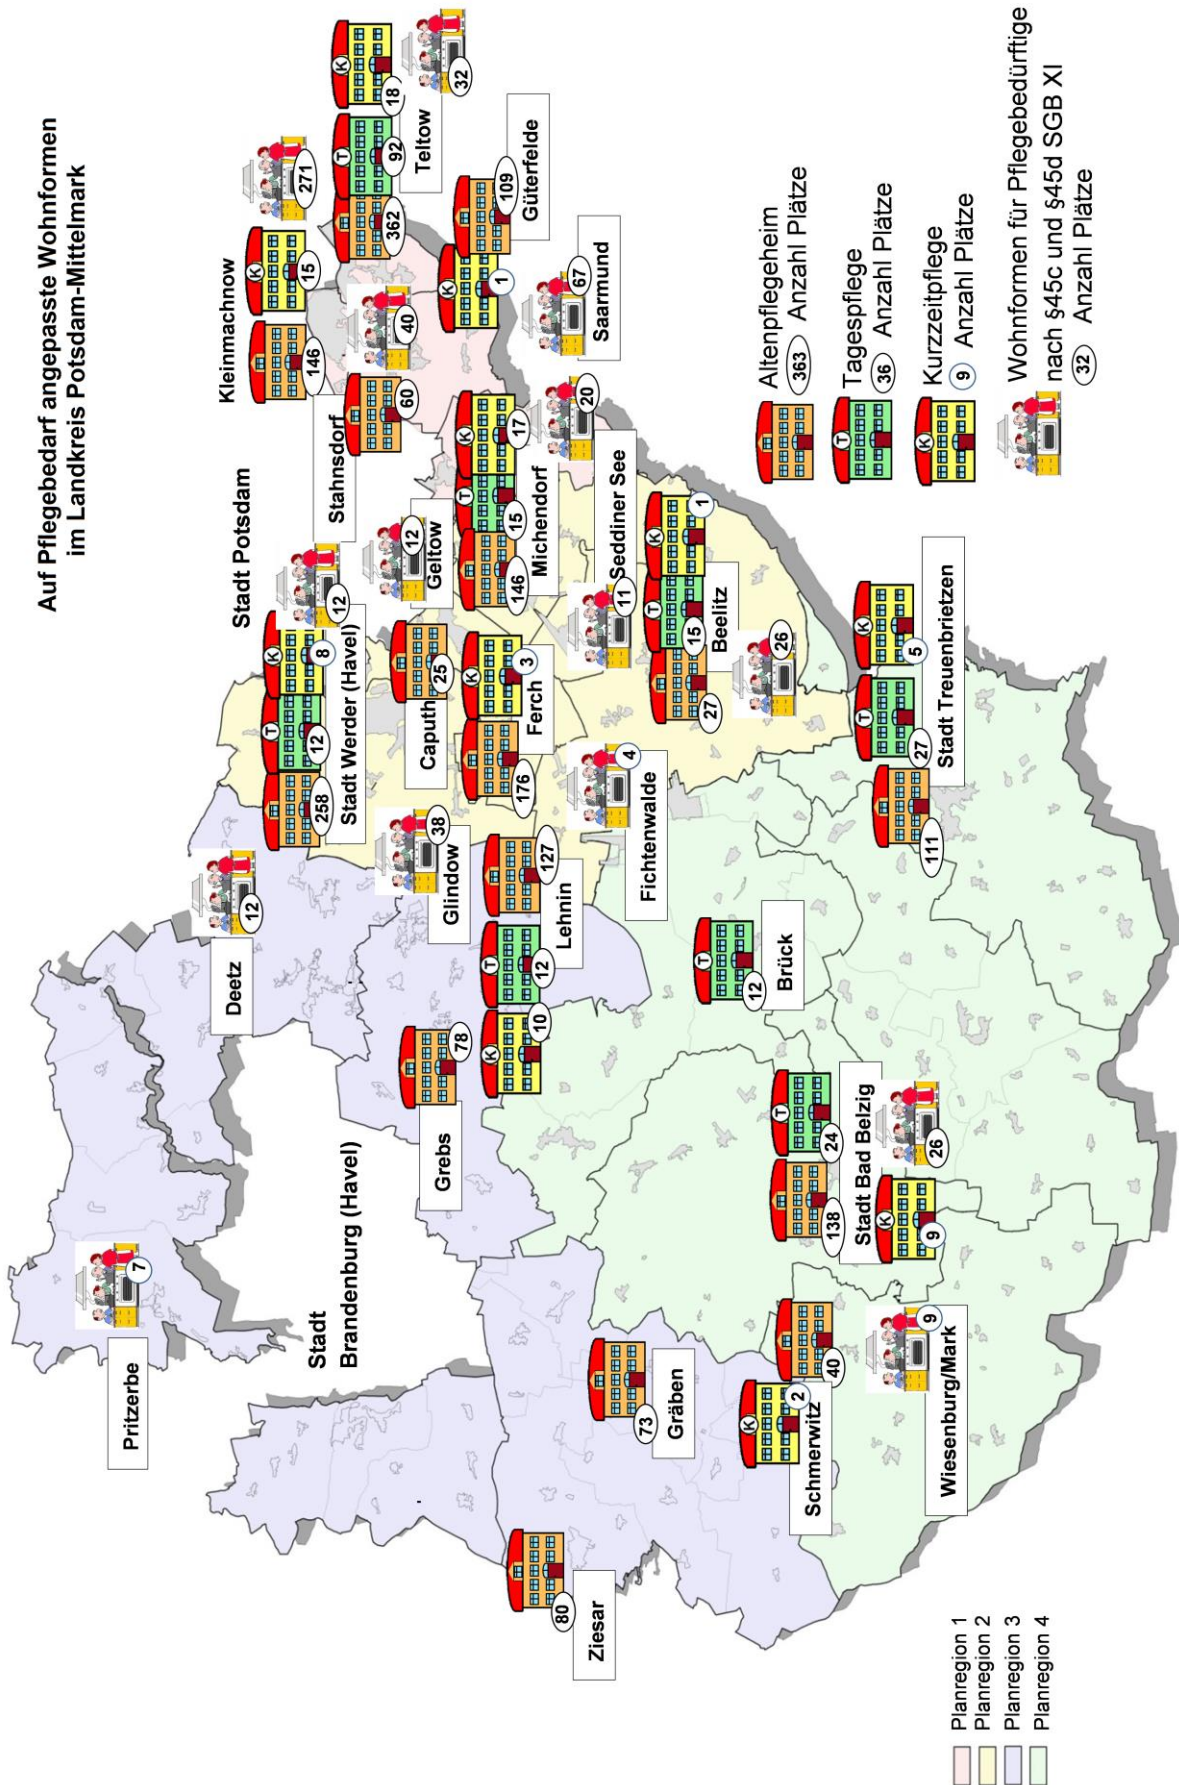 Auf Pflegebedarf angepasste Wohnformen
im Landkreis Potsdam-Mittelmark
Pritzerbe
7
Deetz
12
Stadt
Brandenburg (Havel)
Stadt Potsdam
Kleinmachnow
146
K
15
271
Stadt Werder (Havel)
258
T
12
K
8
12
Stahnsdorf
60
40
Teltow
362
T
92
K
18
32
Güterfelde
K
1
109
Saarmund
67
Geltow
12
Caputh
25
Glindow
38
Michendorf
146
T
15
K
17
20
Ferch
176
K
3
Grebs
78
Lehnin
K
10
T
12
127
Seddiner See
11
Fichtenwalde
4
Beelitz
27
T
15
K
1
26
Ziesar
80
Gräben
73
Brück
T
12
Schmerwitz
K
2
40
Stadt Bad Belzig
138
T
24
K
9
26
Wiesenburg/Mark
9
Stadt Treuenbrietzen
111
T
27
K
5
Altenpflegeheim
363 Anzahl Plätze
T
Tagespflege
36 Anzahl Plätze
K
Kurzzeitpflege
9 Anzahl Plätze
Wohnformen für Pflegebedürftige
nach §45c und §45d SGB XI
32 Anzahl Plätze
Planregion 1
Planregion 2
Planregion 3
Planregion 4